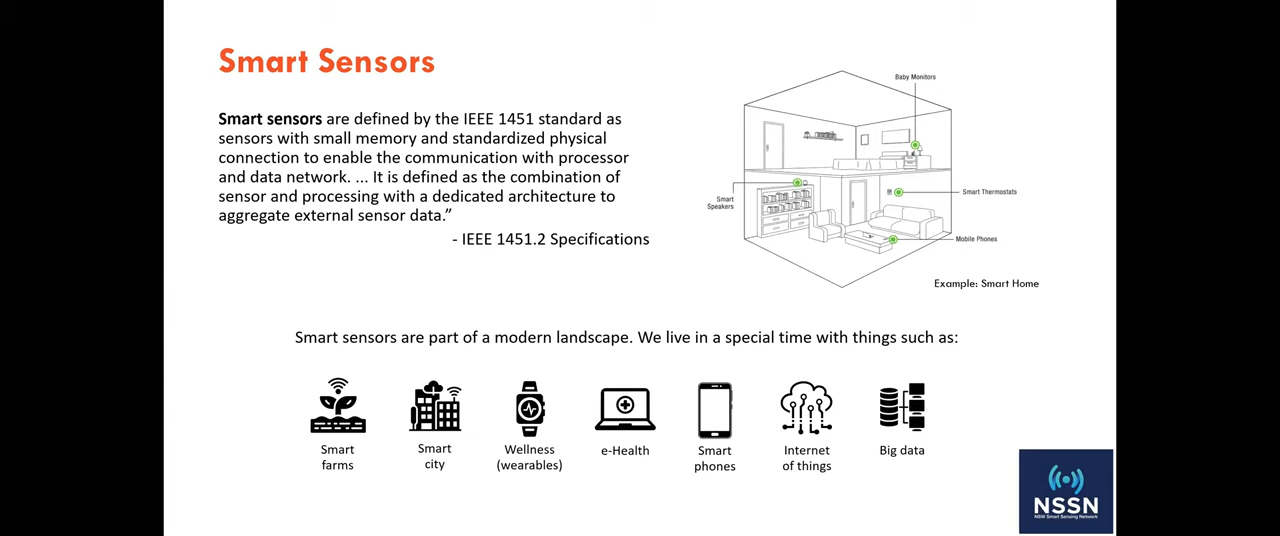 Smart Sensors
Smart sensors are defined by the IEEE 1451 standard as
sensors with small memory and standardized physical
connection to enable the communication with processor
and data network. ... It is defined as the combination of
sensor and processing with a dedicated architecture to
aggregate external sensor data.”
- IEEE 1451.2 Specifications
Baby Monitors
Smart
Speakers
Smart Thermostats
Mobile Phones
Example: Smart Home
Smart sensors are part of a modern landscape. We live in a special time with things such as:
Smart
farms
Smart
city
Wellness
(wearables)
e-Health
Smart
phones
Internet
of things
Big data
NSSN
NSW Smart Sensing Network